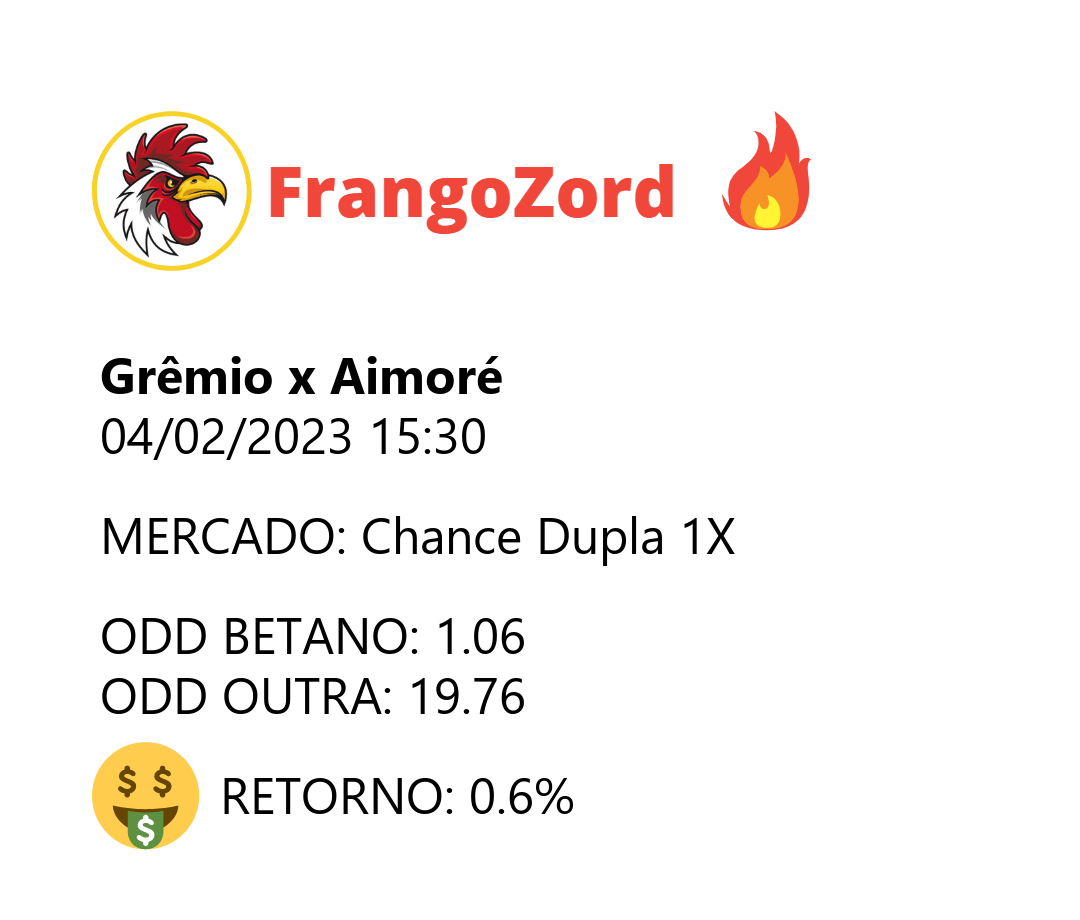 FrangoZord
Grêmio x Aimoré
04/02/2023 15:30
MERCADO: Chance Dupla 1X
ODD BETANO: 1.06
ODD OUTRA: 19.76
RETORNO: 0.6%